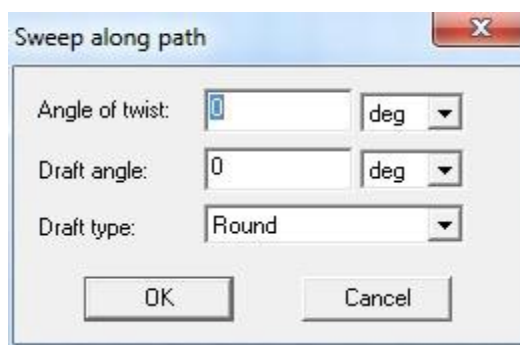 Sweep along path
Angle of twist: 0 deg
Draft angle: 0 deg
Draft type: Round
OK Cancel